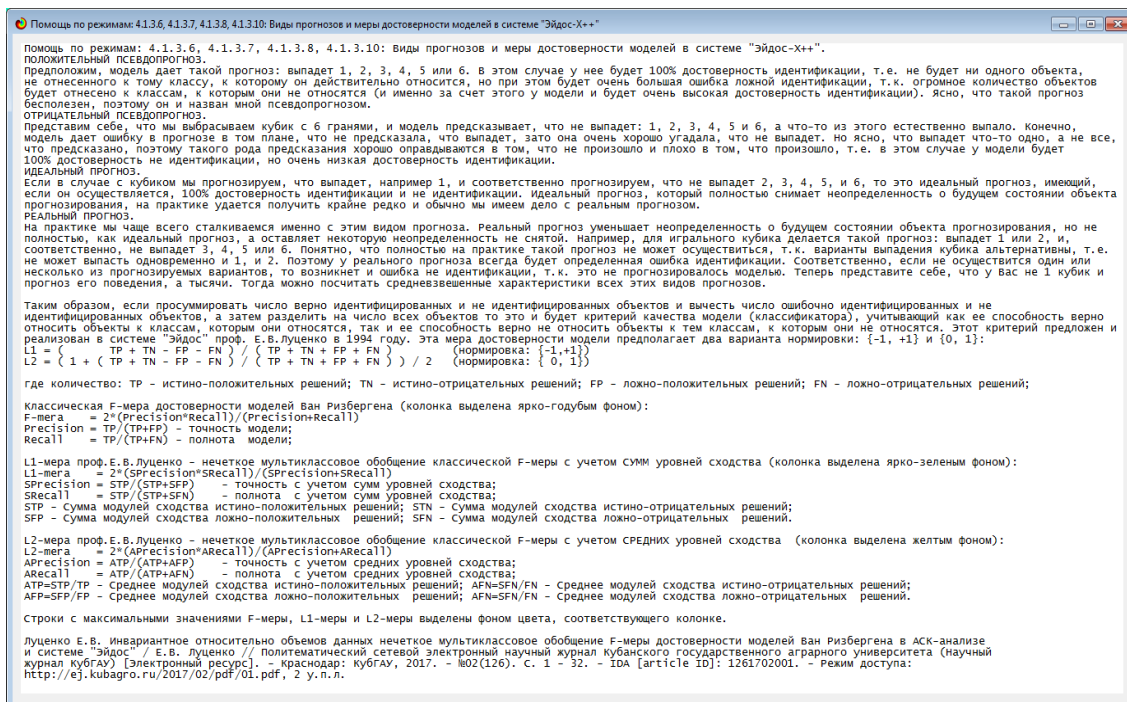 Помощь по режимам: 4.1.3.6, 4.1.3.7, 4.1.3.8, 4.1.3.10: Виды прогнозов и меры достоверности моделей в системе "Эйдос-Х++"
Помощь по режимам: 4.1.3.6, 4.1.3.7, 4.1.3.8, 4.1.3.10: Виды прогнозов и меры достоверности моделей в системе "Эйдос-Х++".
ПОЛОЖИТЕЛЬНЫЙ ПСЕВДОПРОГНОЗ.
Предположим, модель дает такой прогноз: выпадет 1, 2, 3, 4, 5 или 6. В этом случае у нее будет 100% достоверность идентификации, т.е. не будет ни одного объекта,
не отнесенного к тому классу, к которому он действительно относится, но при этом будет очень большая ошибка ложной идентификации, т.к. огромное количество объектов
будет отнесено к классам, к которым они не относятся (и именно за счет этого у модели и будет очень высокая достоверность идентификации). Ясно, что такой прогноз
бесполезен, поэтому он и назван мной псевдопрогнозом.
ОТРИЦАТЕЛЬНЫЙ ПСЕВДОПРОГНОЗ.
Представим себе, что мы выбрасываем кубик с 6 гранями, и модель предсказывает, что не выпадет: 1, 2, 3, 4, 5 и 6, а что-то из этого естественно выпало. Конечно,
модель дает ошибку в прогнозе в том плане, что не предсказала, что выпадет, зато она очень хорошо угадала, что не выпадет. Но ясно, что выпадет что-то одно, а не все,
что предсказано, поэтому такого рода предсказания хорошо оправдываются в том, что не произошло и плохо в том, что произошло, т.е. в этом случае у модели будет
100% достоверность не идентификации, но очень низкая достоверность идентификации.
ИДЕАЛЬНЫЙ ПРОГНОЗ.
Если в случае с кубиком мы прогнозируем, что выпадет, например 1, и соответственно прогнозируем, что не выпадет 2, 3, 4, 5, и 6, то это идеальный прогноз, имеющий,
если он осуществляется, 100% достоверность идентификации и не идентификации. Идеальный прогноз, который полностью снимает неопределенность о будущем состоянии объекта
прогнозирования, на практике удается получить крайне редко и обычно мы имеем дело с реальным прогнозом.
РЕАЛЬНЫЙ ПРОГНОЗ.
На практике мы чаще всего сталкиваемся именно с этим видом прогноза. Реальный прогноз уменьшает неопределенность о будущем состоянии объекта прогнозирования, но не
полностью, как идеальный прогноз, а оставляет некоторую неопределенность не снятой. Например, для игрального кубика делается такой прогноз: выпадет 1 или 2, и,
соответственно, не выпадет 3, 4, 5 или 6. Понятно, что полностью на практике такой прогноз не может осуществиться, т.к. варианты выпадения кубика альтернативны, т.е.
не может выпасть одновременно и 1, и 2. Поэтому у реального прогноза всегда будет определенная ошибка идентификации. Соответственно, если не осуществится один или
несколько из прогнозируемых вариантов, то возникнет и ошибка не идентификации, т.к. это не прогнозировалось моделью. Теперь представите себе, что у Вас не 1 кубик и
прогноз его поведения, а тысячи. Тогда можно посчитать средневзвешенные характеристики всех этих видов прогнозов.
Таким образом, если просуммировать число верно идентифицированных и не идентифицированных объектов и вычесть число ошибочно идентифицированных и не
идентифицированных объектов, а затем разделить на число всех объектов то это и будет критерий качества модели (классификатора), учитывающий как ее способность верно
относить объекты к классам, которым они относятся, так и ее способность верно не относить объекты к тем классам, к которым они не относятся. Этот критерий предложен и
реализован в системе "Эйдос" проф. Е.В.Луценко в 1994 году. Эта мера достоверности модели предполагает два варианта нормировки: {-1, +1} и {0, 1}:
L1 = ( TP + TN - FP - FN ) / ( TP + TN + FP + FN ) (нормировка: {-1,+1})
L2 = ( 1 + ( TP + TN - FP - FN ) / ( TP + TN + FP + FN ) ) / 2 (нормировка: { 0, 1})
где количество: TP - истино-положительных решений; TN - истино-отрицательных решений; FP - ложно-положительных решений; FN - ложно-отрицательных решений;
Классическая F-мера достоверности моделей Ван Ризбергена (колонка выделена ярко-годубым фоном):
F-mera = 2*(Precision*Recall)/(Precision+Recall)
Precision = TP/(TP+FP) - точность модели;
Recall = TP/(TP+FN) - полнота модели;
L1-мера проф.Е.В.Луценко - нечеткое мультиклассовое обобщение классической F-меры с учетом СУММ уровней сходства (колонка выделена ярко-зеленым фоном):
L1-mera = 2*(SPrecision*SRecall)/(SPrecision+SRecall)
SPrecision = STP/(STP+SFP) - точность с учетом сумм уровней сходства;
SRecall = STP/(STP+SFN) - полнота с учетом сумм уровней сходства;
STP - Сумма модулей сходства истино-положительных решений; STN - Сумма модулей сходства истино-отрицательных решений;
SFP - Сумма модулей сходства ложно-положительных решений; SFN - Сумма модулей сходства ложно-отрицательных решений.
L2-мера проф.Е.В.Луценко - нечеткое мультиклассовое обобщение классической F-меры с учетом СРЕДНИХ уровней сходства (колонка выделена желтым фоном):
L2-mera = 2*(APrecision*ARecall)/(APrecision+ARecall)
APrecision = ATP/(ATP+AFP) - точность с учетом средних уровней сходства;
ARecall = ATP/(ATP+AFN) - полнота с учетом средних уровней сходства;
ATP=STP/TP - Среднее модулей сходства истино-положительных решений; AFN=SFN/FN - Среднее модулей сходства истино-отрицательных решений;
AFP=SFP/FP - Среднее модулей сходства ложно-положительных решений; AFN=SFN/FN - Среднее модулей сходства ложно-отрицательных решений.
Строки с максимальными значениями F-меры, L1-меры и L2-меры выделены фоном цвета, соответствующего колонке.
Луценко Е.В. Инвариантное относительно объемов данных нечеткое мультиклассовое обобщение F-меры достоверности моделей Ван Ризбергена в АСК-анализе
и системе "Эйдос" / Е.В. Луценко // Политематический сетевой электронный научный журнал Кубанского государственного аграрного университета (Научный
журнал КубГАУ) [Электронный ресурс]. - Краснодар: КубГАУ, 2017. - №02(126). С. 1 - 32. - IDA [article ID]: 1261702001. - Режим доступа:
http://ej.kubagro.ru/2017/02/pdf/01.pdf, 2 у.п.л.